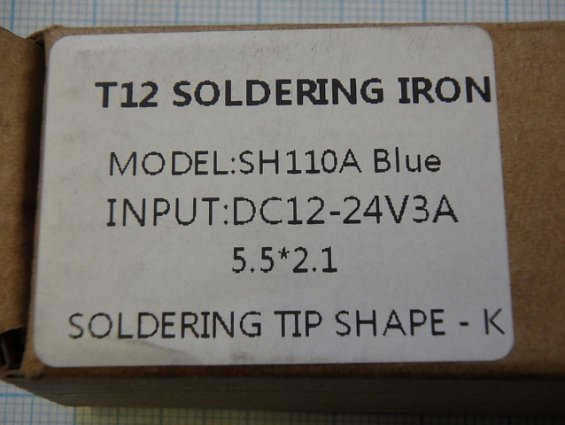 T12 SOLDERING IRON
MODEL:SH110A Blue
INPUT:DC12-24V3A
5.5*2.1
SOLDERING TIP SHAPE - K